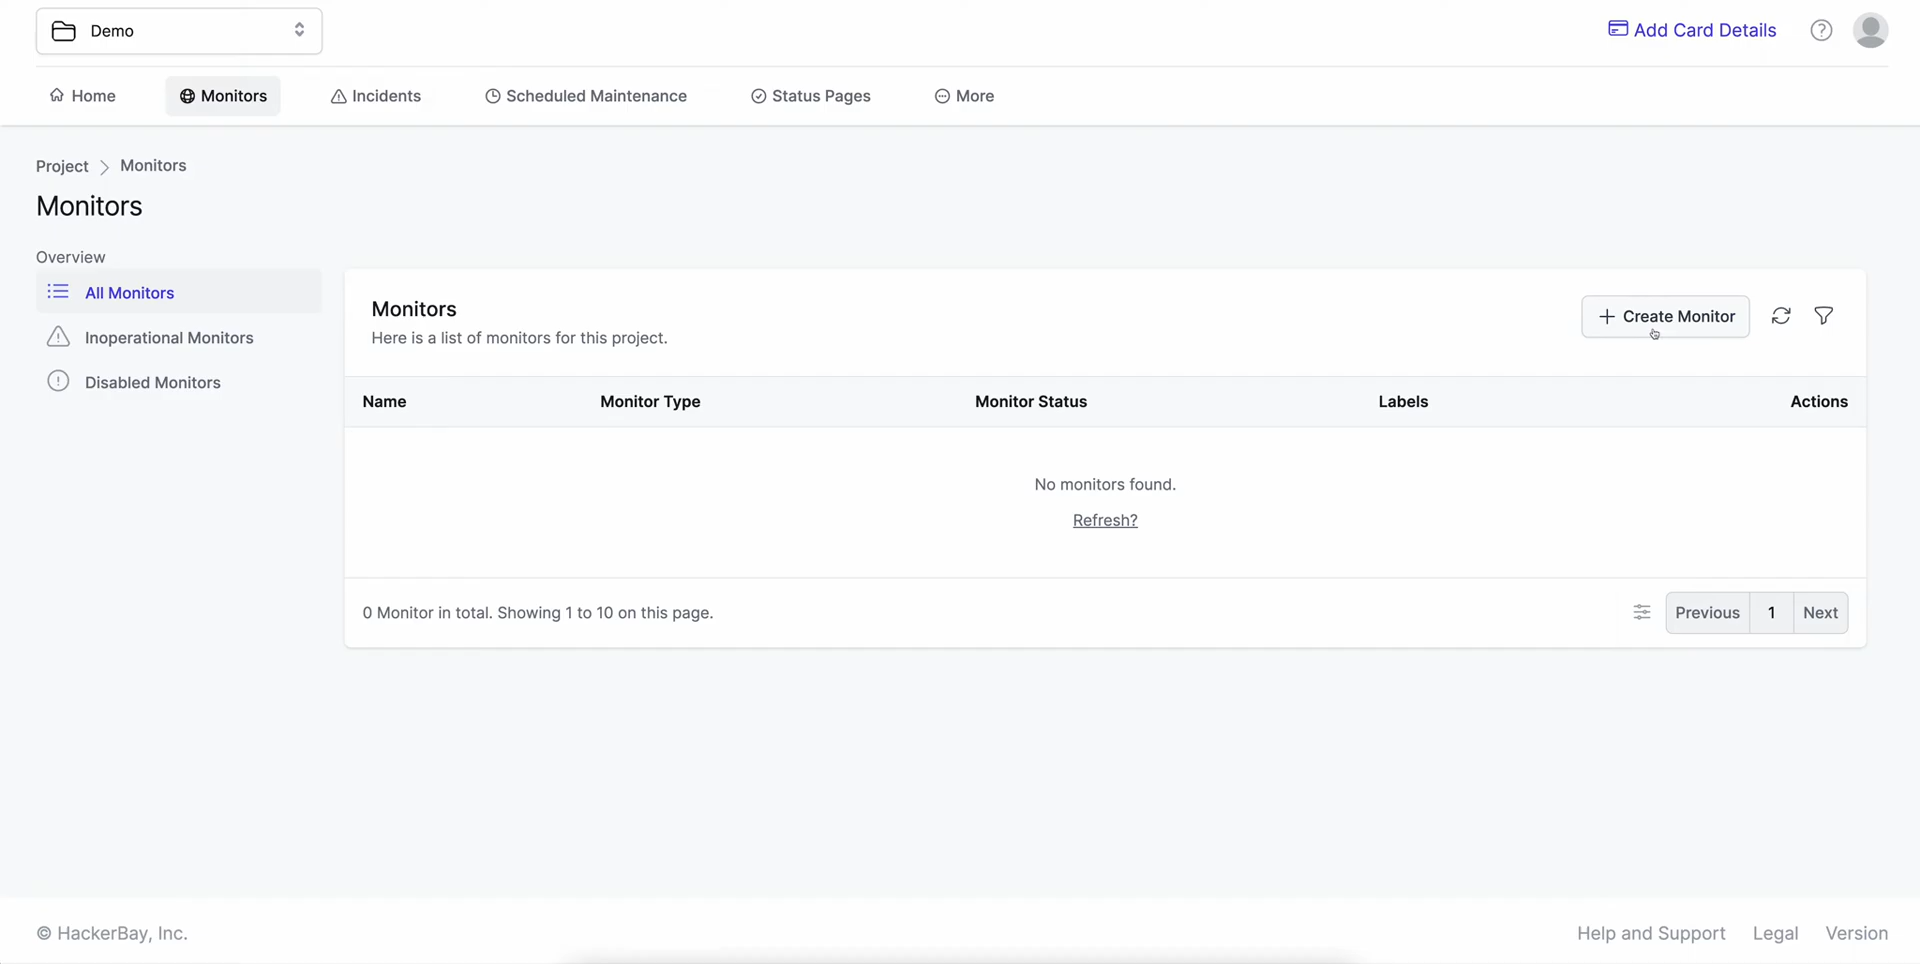 Demo
Add Card Details
Home
Monitors
Incidents
Scheduled Maintenance
Status Pages
More
Project
Monitors
Monitors
Overview
All Monitors
Inoperational Monitors
Disabled Monitors
Monitors
Here is a list of monitors for this project.
Create Monitor
Name
Monitor Type
Monitor Status
Labels
Actions
No monitors found.
Refresh?
0 Monitor in total. Showing 1 to 10 on this page.
Previous
1
Next
© HackerBay, Inc.
Help and Support
Legal
Version